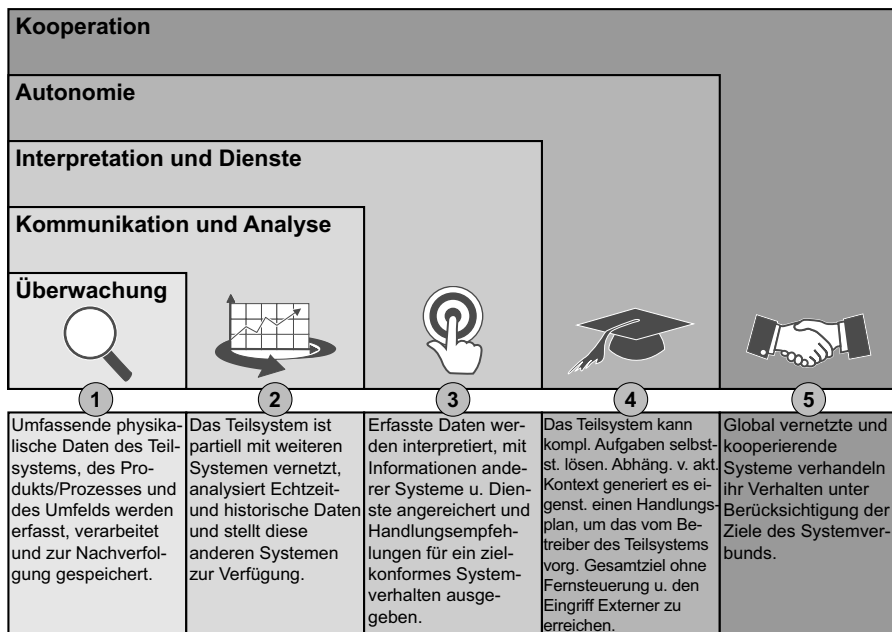 Kooperation
Autonomie
Interpretation und Dienste
Kommunikation und Analyse
Überwachung
1
2
3
4
5
Umfassende physika-
lische Daten des Teil-
systems, des Pro-
dukts/Prozesses und
des Umfelds werden
erfasst, verarbeitet
und zur Nachverfol-
gung gespeichert.
Das Teilsystem ist
partiell mit weiteren
Systemen vernetzt,
analysiert Echtzeit-
und historische Daten
und stellt diese
anderen Systemen
zur Verfügung.
Erfasste Daten wer-
den interpretiert, mit
Informationen ande-
rer Systeme u. Dien-
ste angereichert und
Handlungsempfeh-
lungen für ein ziel-
konformes System-
verhalten ausge-
geben.
Das Teilsystem kann
kompl. Aufgaben selbst-
st. lösen. Abhäng. v. akt.
Kontext generiert es ei-
genst. einen Handlungs-
plan, um das vom Be-
treiber des Teilsystems
vorg. Gesamtziel ohne
Fernsteuerung u. den
Eingriff Externer zu
erreichen.
Global vernetzte und
kooperierende
Systeme verhandeln
ihr Verhalten unter
Berücksichtigung der
Ziele des Systemver-
bunds.